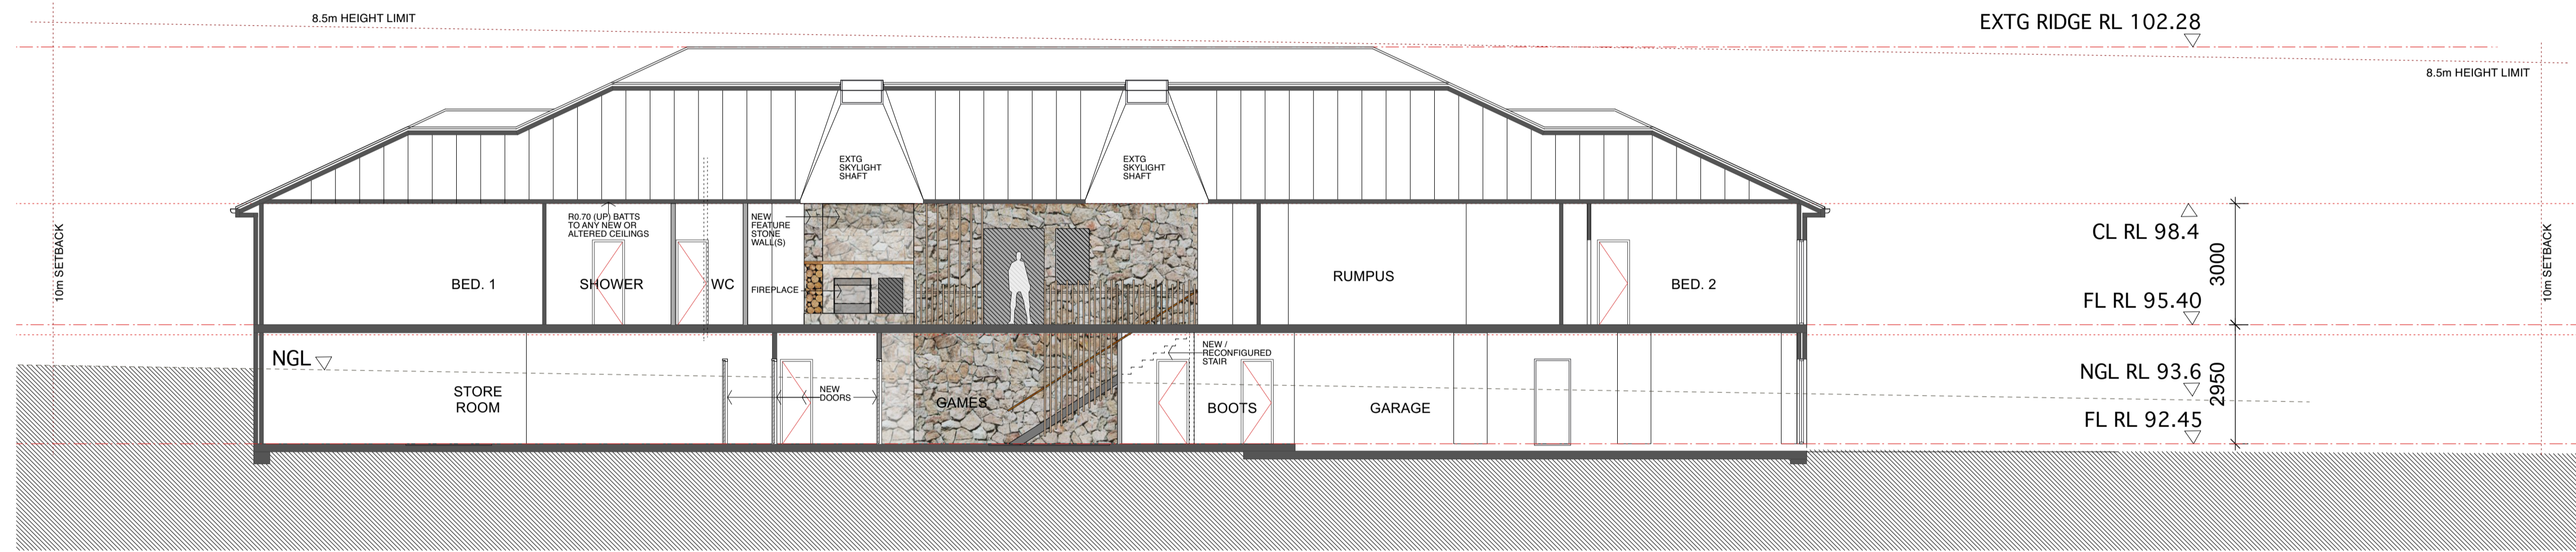 8.5m HEIGHT LIMIT
EXTG RIDGE RL 102.28
8.5m HEIGHT LIMIT
EXTG
SKYLIGHT
SHAFT
EXTG
SKYLIGHT
SHAFT
10m SETBACK
R0.70 (UP) BATTS
TO ANY NEW OR
ALTERED CEILINGS
NEW
FEATURE
STONE
WALL(S)
BED. 1
SHOWER
WC
FIREPLACE
RUMPUS
BED. 2
CL RL 98.4
3000
FL RL 95.40
10m SETBACK
NGL
STORE
ROOM
NEW
DOORS
GAMES
NEW /
RECONFIGURED
STAIR
BOOTS
GARAGE
NGL RL 93.6
2950
FL RL 92.45